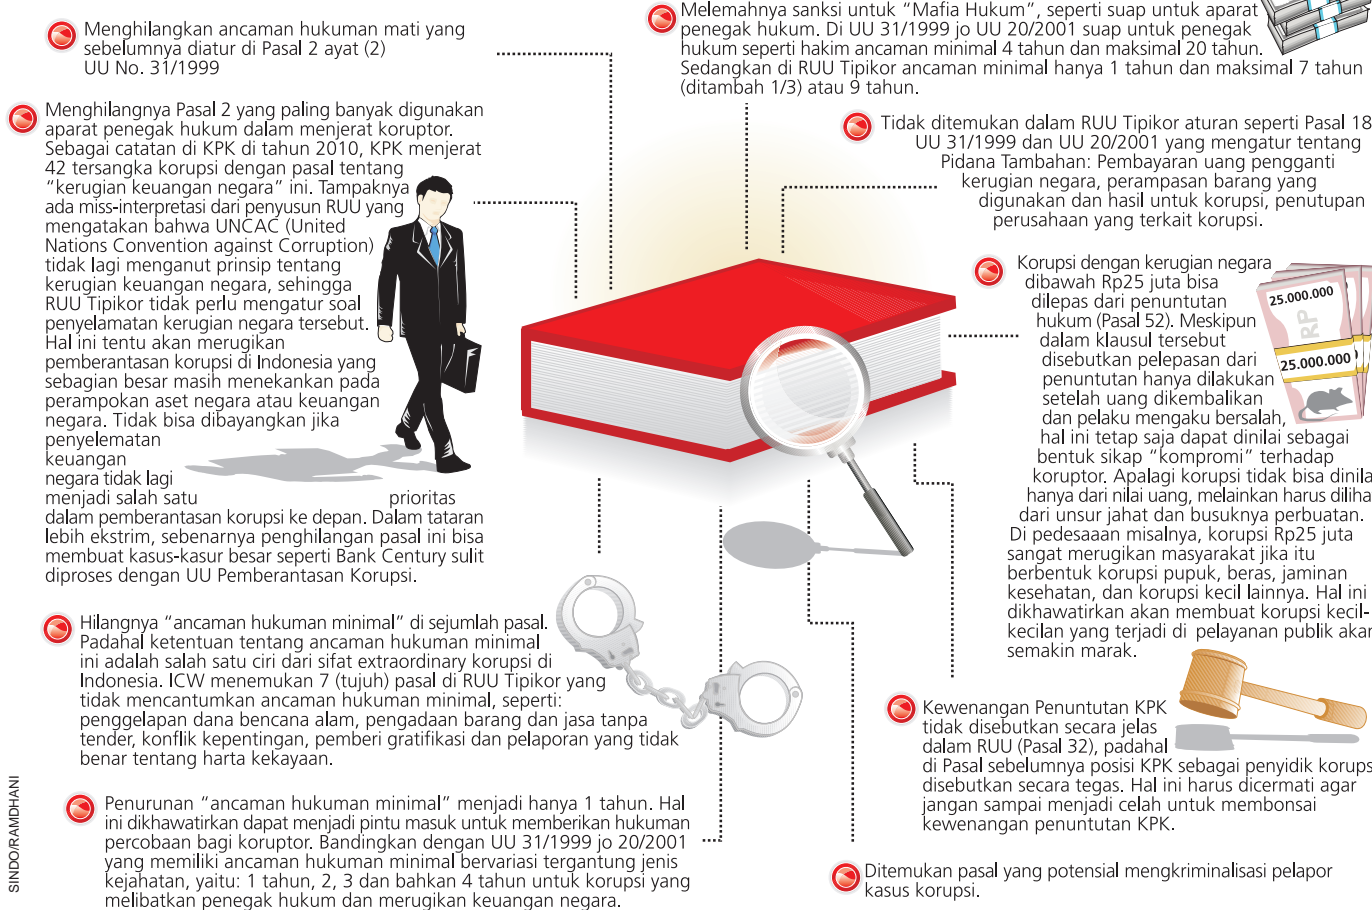 Menghilangkan ancaman hukuman mati yang
sebelumnya diatur di Pasal 2 ayat (2)
UU No. 31/1999
Menghilangnya Pasal 2 yang paling banyak digunakan
aparat penegak hukum dalam menjerat koruptor.
Sebagai catatan di KPK di tahun 2010, KPK menjerat
42 tersangka korupsi dengan pasal tentang
“kerugian keuangan negara” ini. Tampaknya
ada miss-interpretasi dari penyusun RUU yang
mengatakan bahwa UNCAC (United
Nations Convention against Corruption)
tidak lagi menganut prinsip tentang
kerugian keuangan negara, sehingga
RUU Tipikor tidak perlu mengatur soal
penyelamatan kerugian negara tersebut.
Hal ini tentu akan merugikan
pemberantasan korupsi di Indonesia yang
sebagian besar masih menekankan pada
perampokan aset negara atau keuangan
negara. Tidak bisa dibayangkan jika
penyelematan
keuangan
negara tidak lagi
menjadi salah satu prioritas
dalam pemberantasan korupsi ke depan. Dalam tataran
lebih ekstrim, sebenarnya penghilangan pasal ini bisa
membuat kasus-kasur besar seperti Bank Century sulit
diproses dengan UU Pemberantasan Korupsi.
Hilangnya “ancaman hukuman minimal” di sejumlah pasal.
Padahal ketentuan tentang ancaman hukuman minimal
ini adalah salah satu ciri dari sifat extraordinary korupsi di
Indonesia. ICW menemukan 7 (tujuh) pasal di RUU Tipikor yang
tidak mencantumkan ancaman hukuman minimal, seperti:
penggelapan dana bencana alam, pengadaan barang dan jasa tanpa
tender, konflik kepentingan, pemberi gratifikasi dan pelaporan yang tidak
benar tentang harta kekayaan.
Penurunan “ancaman hukuman minimal” menjadi hanya 1 tahun. Hal
ini dikhawatirkan dapat menjadi pintu masuk untuk memberikan hukuman
percobaan bagi koruptor. Bandingkan dengan UU 31/1999 jo 20/2001
yang memiliki ancaman hukuman minimal bervariasi tergantung jenis
kejahatan, yaitu: 1 tahun, 2, 3 dan bahkan 4 tahun untuk korupsi yang
melibatkan penegak hukum dan merugikan keuangan negara.
SINDO/RAMDHANI
Melemahnya sanksi untuk “Mafia Hukum”, seperti suap untuk aparat
penegak hukum. Di UU 31/1999 jo UU 20/2001 suap untuk penegak
hukum seperti hakim ancaman minimal 4 tahun dan maksimal 20 tahun.
Sedangkan di RUU Tipikor ancaman minimal hanya 1 tahun dan maksimal 7 tahun
(ditambah 1/3) atau 9 tahun.
Tidak ditemukan dalam RUU Tipikor aturan seperti Pasal 18
UU 31/1999 dan UU 20/2001 yang mengatur tentang
Pidana Tambahan: Pembayaran uang pengganti
kerugian negara, perampasan barang yang
digunakan dan hasil untuk korupsi, penutupan
perusahaan yang terkait korupsi.
Korupsi dengan kerugian negara
dibawah Rp25 juta bisa
dilepas dari penuntutan
hukum (Pasal 52). Meskipun
dalam klausul tersebut
disebutkan pelepasan dari
penuntutan hanya dilakukan
setelah uang dikembalikan
dan pelaku mengaku bersalah,
hal ini tetap saja dapat dinilai sebagai
bentuk sikap “kompromi” terhadap
koruptor. Apalagi korupsi tidak bisa dinila
hanya dari nilai uang, melainkan harus diliha
dari unsur jahat dan busuknya perbuatan.
Di pedesaaan misalnya, korupsi Rp25 juta
sangat merugikan masyarakat jika itu
berbentuk korupsi pupuk, beras, jaminan
kesehatan, dan korupsi kecil lainnya. Hal ini
dikhawatirkan akan membuat korupsi kecil-
kecilan yang terjadi di pelayanan publik akan
semakin marak.
25.000.000
RP
25.000.000
Kewenangan Penuntutan KPK
tidak disebutkan secara jelas
dalam RUU (Pasal 32), padahal
di Pasal sebelumnya posisi KPK sebagai penyidik korups
disebutkan secara tegas. Hal ini harus dicermati agar
jangan sampai menjadi celah untuk membonsai
kewenangan penuntutan KPK.
Ditemukan pasal yang potensial mengkriminalisasi pelapor
kasus korupsi.